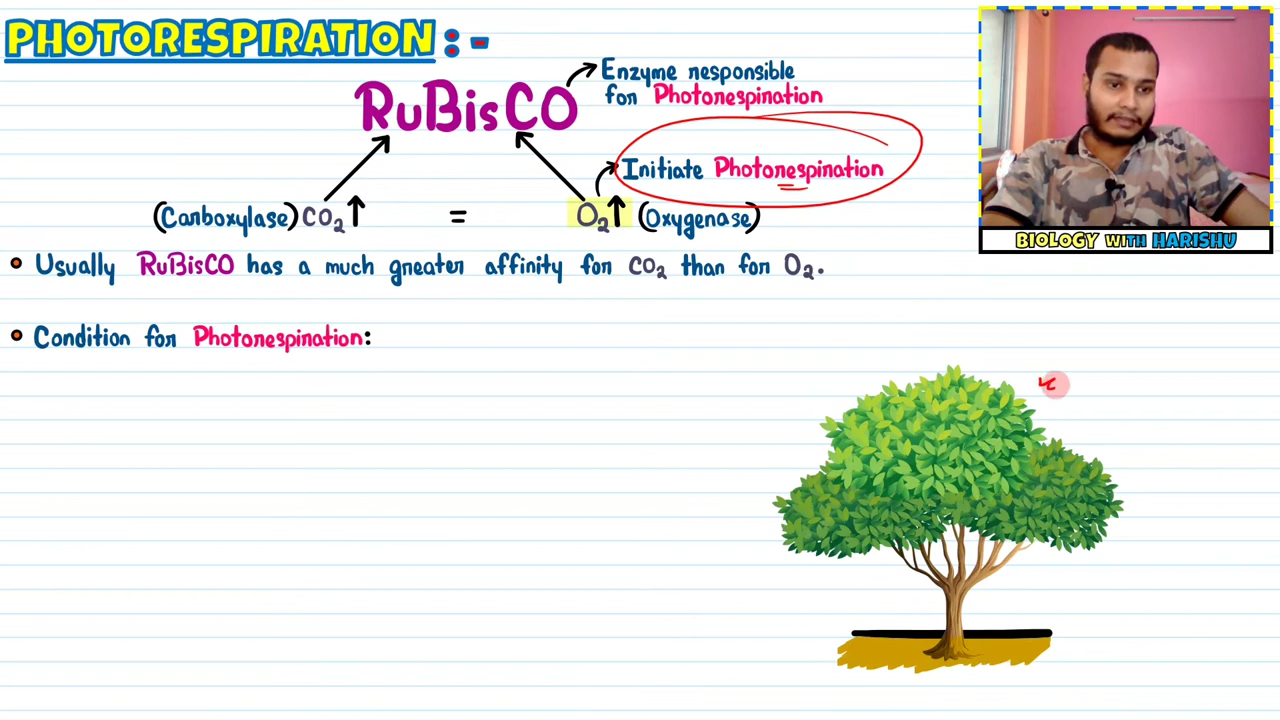 PHOTORESPIRATION:-
RuBisCO
Enzyme responsible
for Photorespiration
Initiate Photorespiration
(Carboxylase) CO₂↑ = O₂↑ (Oxygenase)
BIOLOGY WITH HARISHU
• Usually RuBisCO has a much greater affinity for CO₂ than for O₂.
• Condition for Photorespiration: